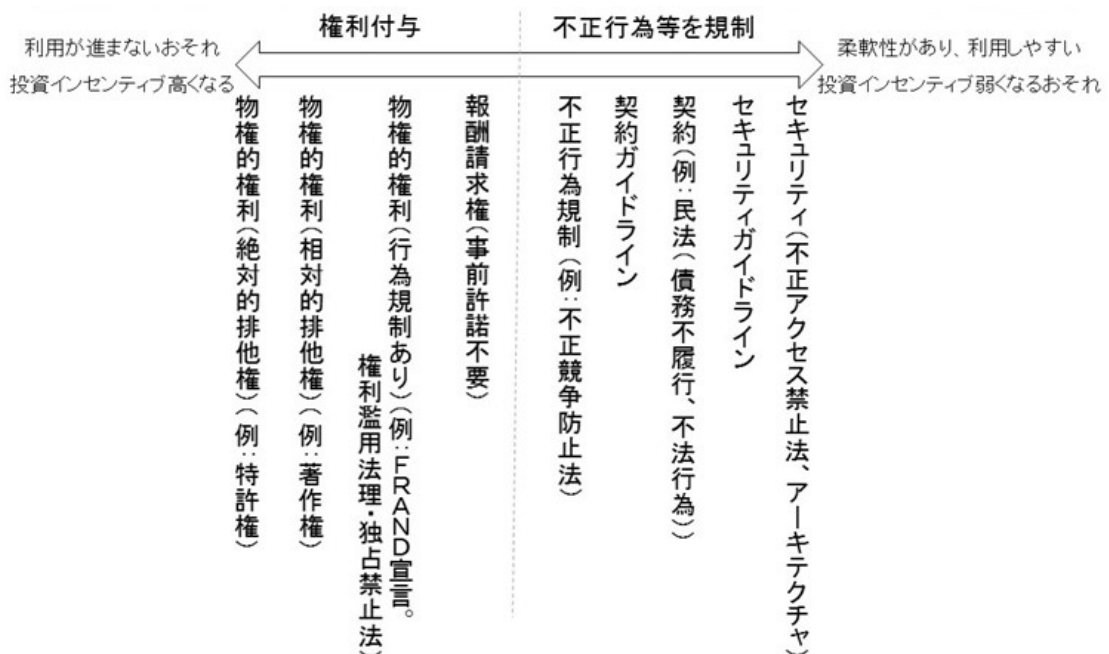 権利付与
不正行為等を規制
利用が進まないおそれ
投資インセンティブ高くなる
柔軟性があり、利用しやすい
投資インセンティブ弱くなるおそれ
物権的権利(絶対的排他権)(例:特許権)
物権的権利(相対的排他権)(例:著作権)
物権的権利(行為規制あり)(例:FRAND宣言。
権利濫用法理・独占禁止法)
報酬請求権(事前許諾不要)
不正行為規制(例:不正競争防止法)
契約ガイドライン
契約(例:民法(債務不履行、不法行為))
セキュリティガイドライン
セキュリティ(不正アクセス禁止法、アーキテクチャ)